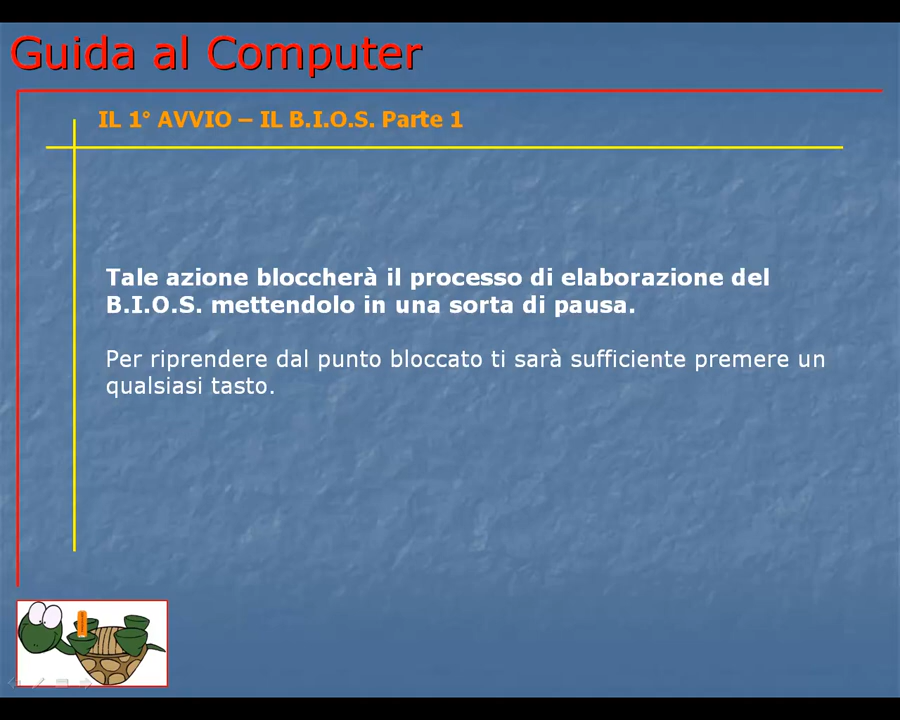 Guida al Computer
IL 1° AVVIO – IL B.I.O.S. Parte 1
Tale azione bloccherà il processo di elaborazione del
B.I.O.S. mettendolo in una sorta di pausa.
Per riprendere dal punto bloccato ti sarà sufficiente premere un
qualsiasi tasto.